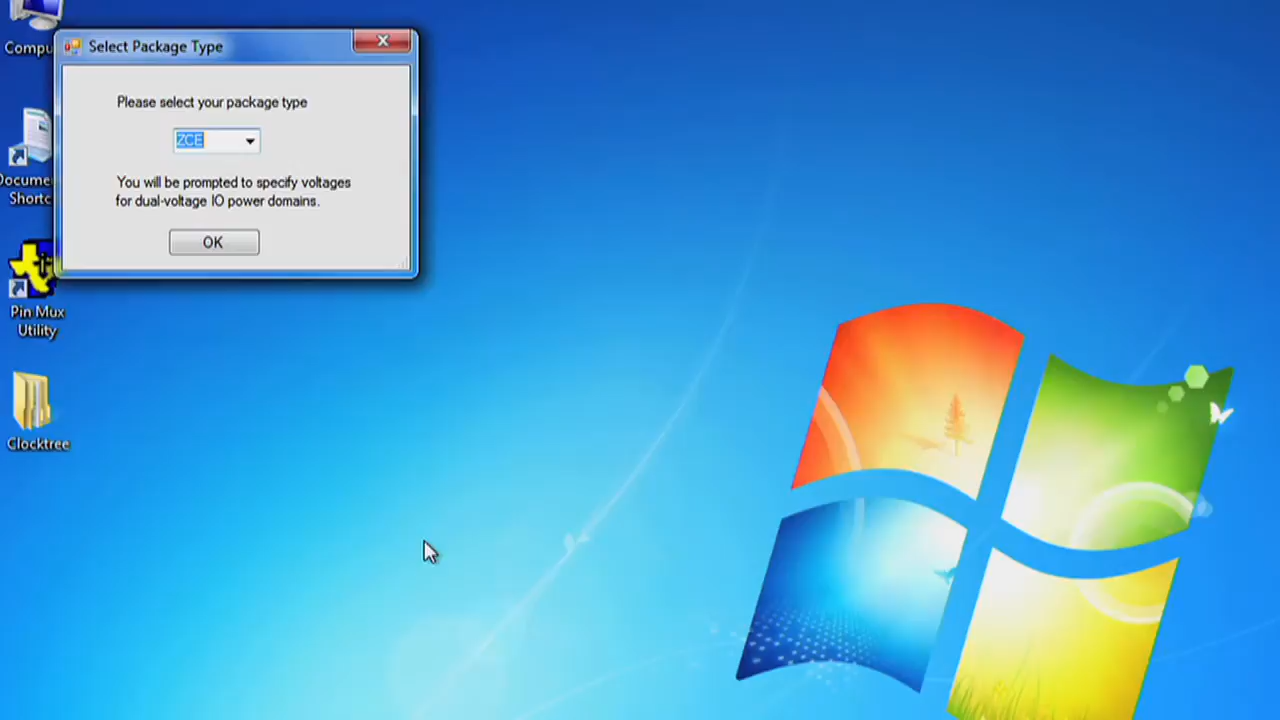 Compu
Select Package Type
Please select your package type
ZCE
You will be prompted to specify voltages
for dual-voltage IO power domains.
OK
Docume
Shortc
Pin Mux
Utility
Clocktree